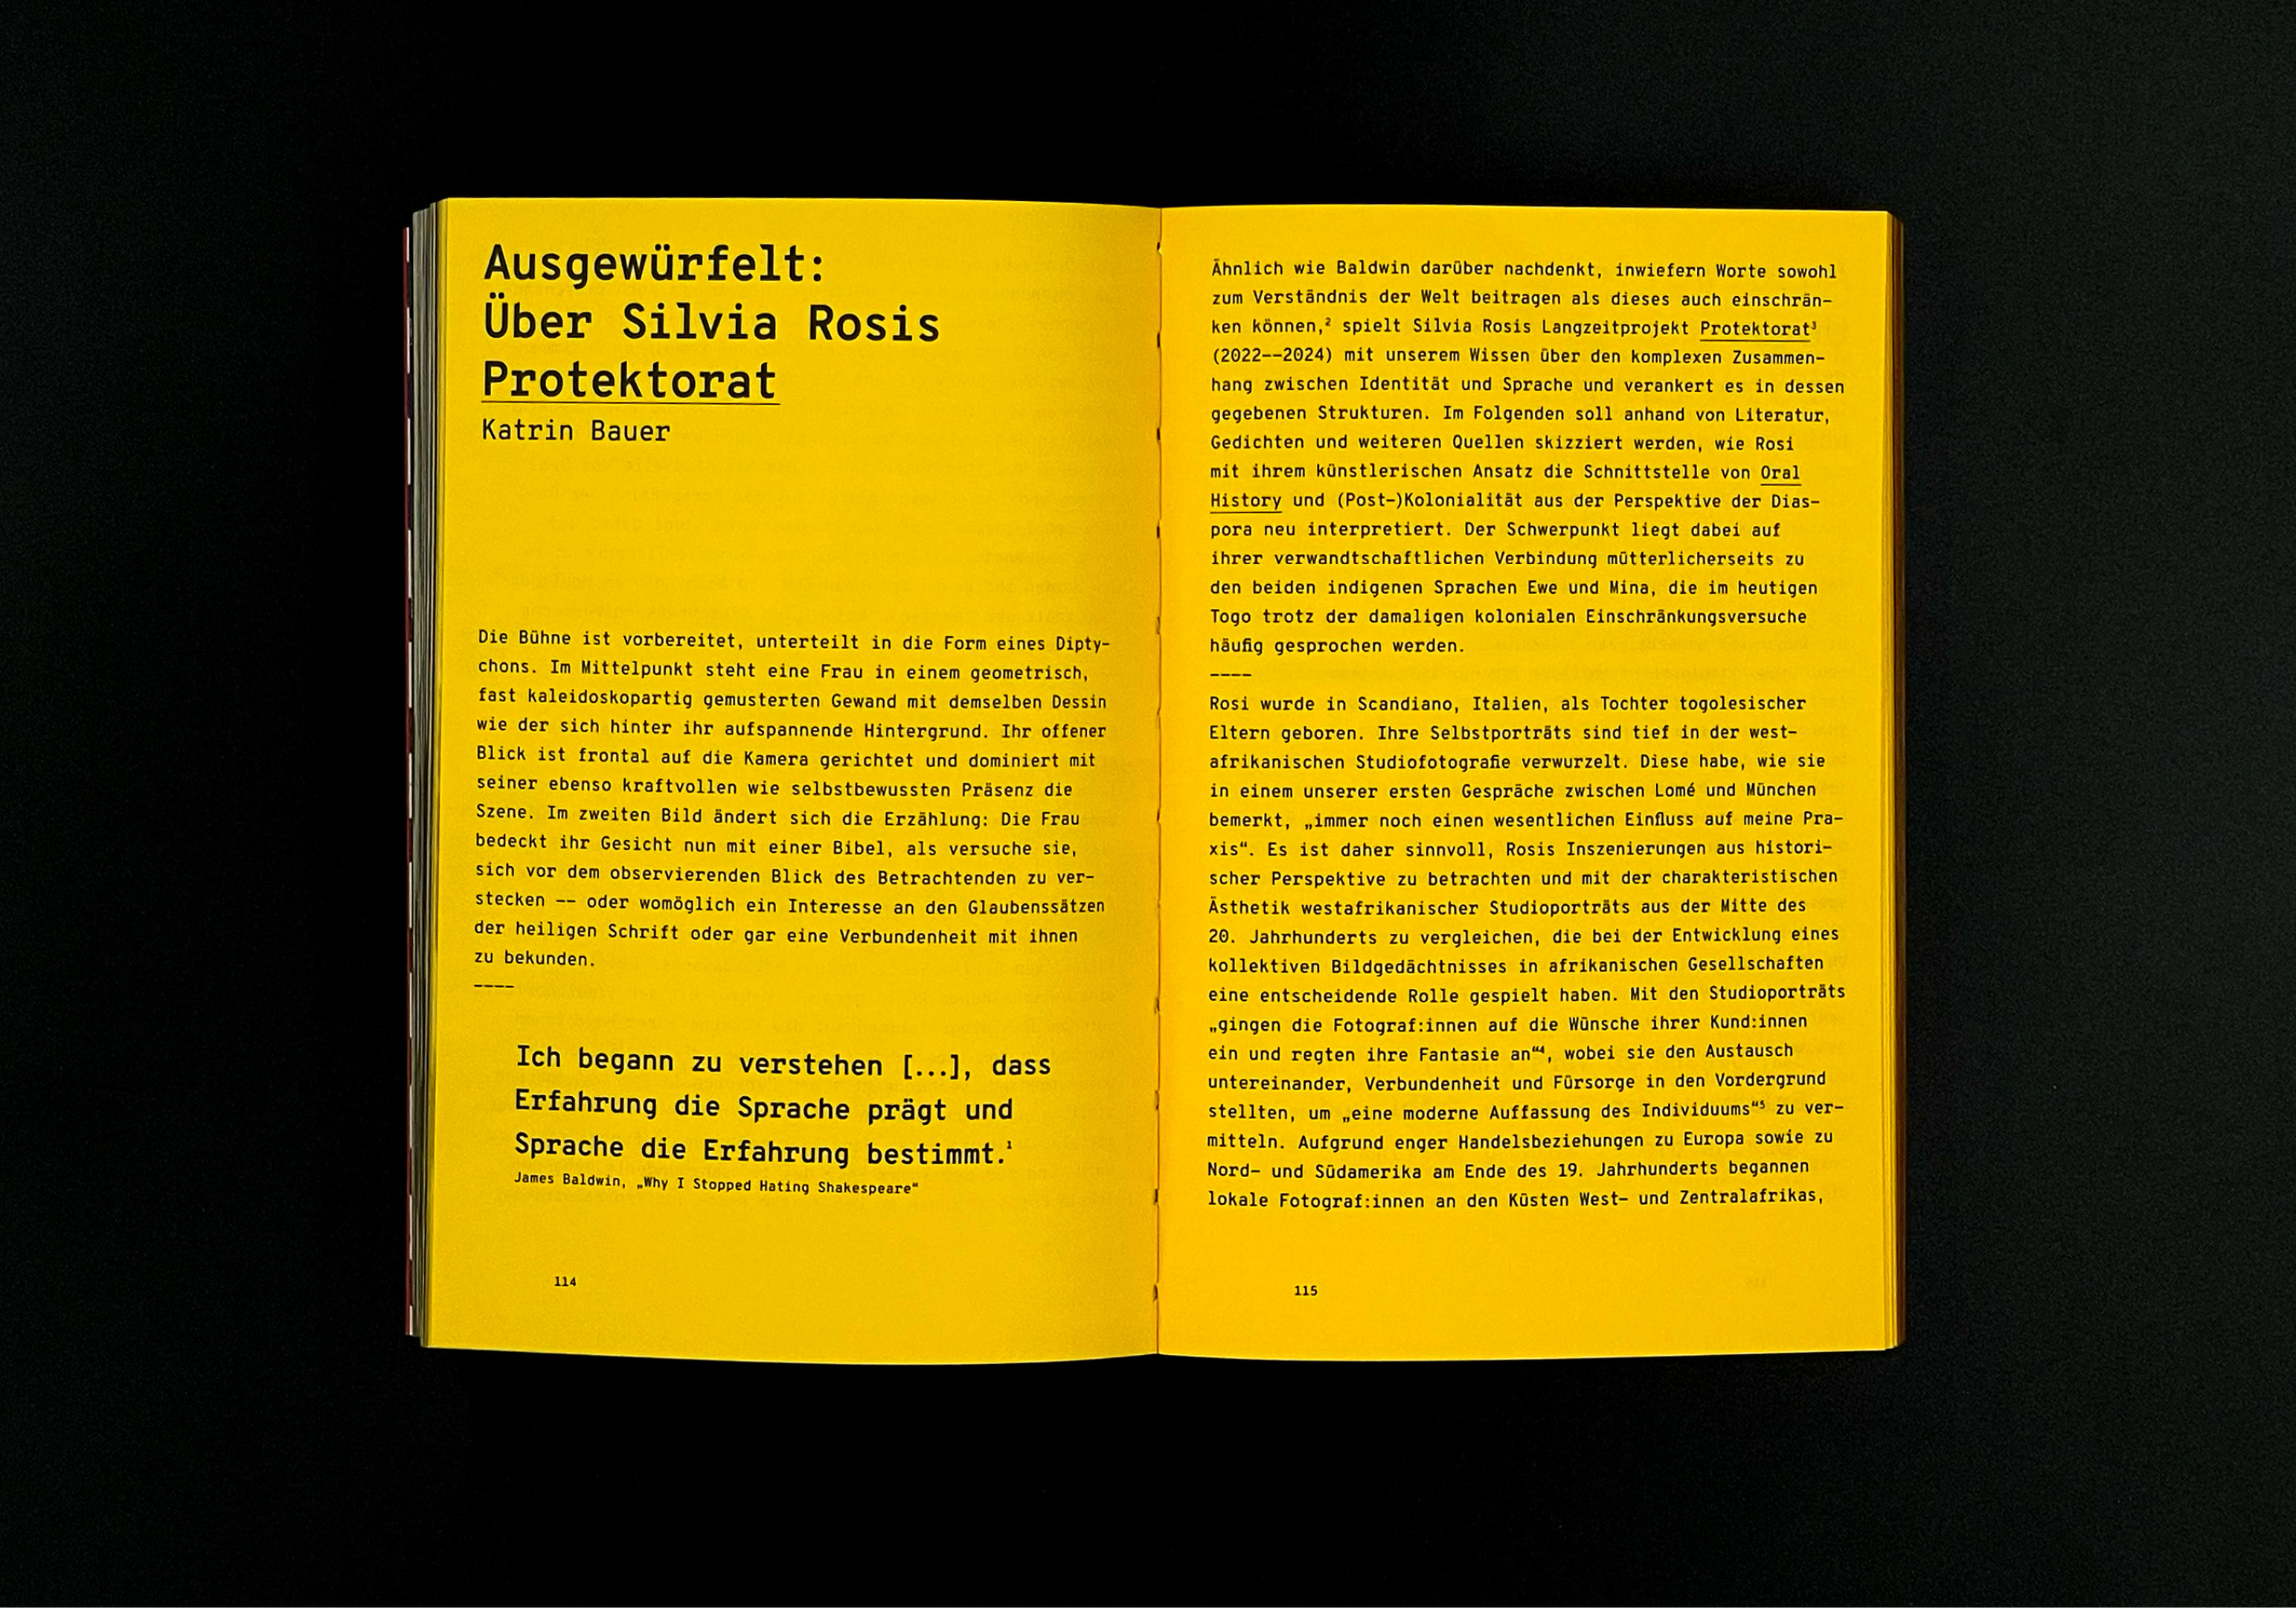 Ausgewürfelt:
Über Silvia Rosis
Protektorat
Katrin Bauer
Die Bühne ist vorbereitet, unterteilt in die Form eines Dipty-
chons. Im Mittelpunkt steht eine Frau in einem geometrisch,
fast kaleidoskopartig gemusterten Gewand mit demselben Dessin
wie der sich hinter ihr aufspannende Hintergrund. Ihr offener
Blick ist frontal auf die Kamera gerichtet und dominiert mit
seiner ebenso kraftvollen wie selbstbewussten Präsenz die
Szene. Im zweiten Bild ändert sich die Erzählung: Die Frau
bedeckt ihr Gesicht nun mit einer Bibel, als versuche sie,
sich vor dem observierenden Blick des Betrachtenden zu ver-
stecken –– oder womöglich ein Interesse an den Glaubenssätzen
der heiligen Schrift oder gar eine Verbundenheit mit ihnen
zu bekunden.
––––
Ich begann zu verstehen [...], dass
Erfahrung die Sprache prägt und
Sprache die Erfahrung bestimmt.¹
James Baldwin, „Why I Stopped Hating Shakespeare“
114
Ähnlich wie Baldwin darüber nachdenkt, inwiefern Worte sowohl
zum Verständnis der Welt beitragen als dieses auch einschrän-
ken können,² spielt Silvia Rosis Langzeitprojekt Protektorat³
(2022––2024) mit unserem Wissen über den komplexen Zusammen-
hang zwischen Identität und Sprache und verankert es in dessen
gegebenen Strukturen. Im Folgenden soll anhand von Literatur,
Gedichten und weiteren Quellen skizziert werden, wie Rosi
mit ihrem künstlerischen Ansatz die Schnittstelle von Oral
History und (Post-)Kolonialität aus der Perspektive der Dias-
pora neu interpretiert. Der Schwerpunkt liegt dabei auf
ihrer verwandtschaftlichen Verbindung mütterlicherseits zu
den beiden indigenen Sprachen Ewe und Mina, die im heutigen
Togo trotz der damaligen kolonialen Einschränkungsversuche
häufig gesprochen werden.
––––
Rosi wurde in Scandiano, Italien, als Tochter togolesischer
Eltern geboren. Ihre Selbstporträts sind tief in der west-
afrikanischen Studiofotografie verwurzelt. Diese habe, wie sie
in einem unserer ersten Gespräche zwischen Lomé und München
bemerkt, „immer noch einen wesentlichen Einfluss auf meine Pra-
xis“. Es ist daher sinnvoll, Rosis Inszenierungen aus histori-
scher Perspektive zu betrachten und mit der charakteristischen
Ästhetik westafrikanischer Studioporträts aus der Mitte des
20. Jahrhunderts zu vergleichen, die bei der Entwicklung eines
kollektiven Bildgedächtnisses in afrikanischen Gesellschaften
eine entscheidende Rolle gespielt haben. Mit den Studioporträts
„gingen die Fotograf:innen auf die Wünsche ihrer Kund:innen
ein und regten ihre Fantasie an“⁴, wobei sie den Austausch
untereinander, Verbundenheit und Fürsorge in den Vordergrund
stellten, um „eine moderne Auffassung des Individuums“⁵ zu ver-
mitteln. Aufgrund enger Handelsbeziehungen zu Europa sowie zu
Nord- und Südamerika am Ende des 19. Jahrhunderts begannen
lokale Fotograf:innen an den Küsten West- und Zentralafrikas,
115